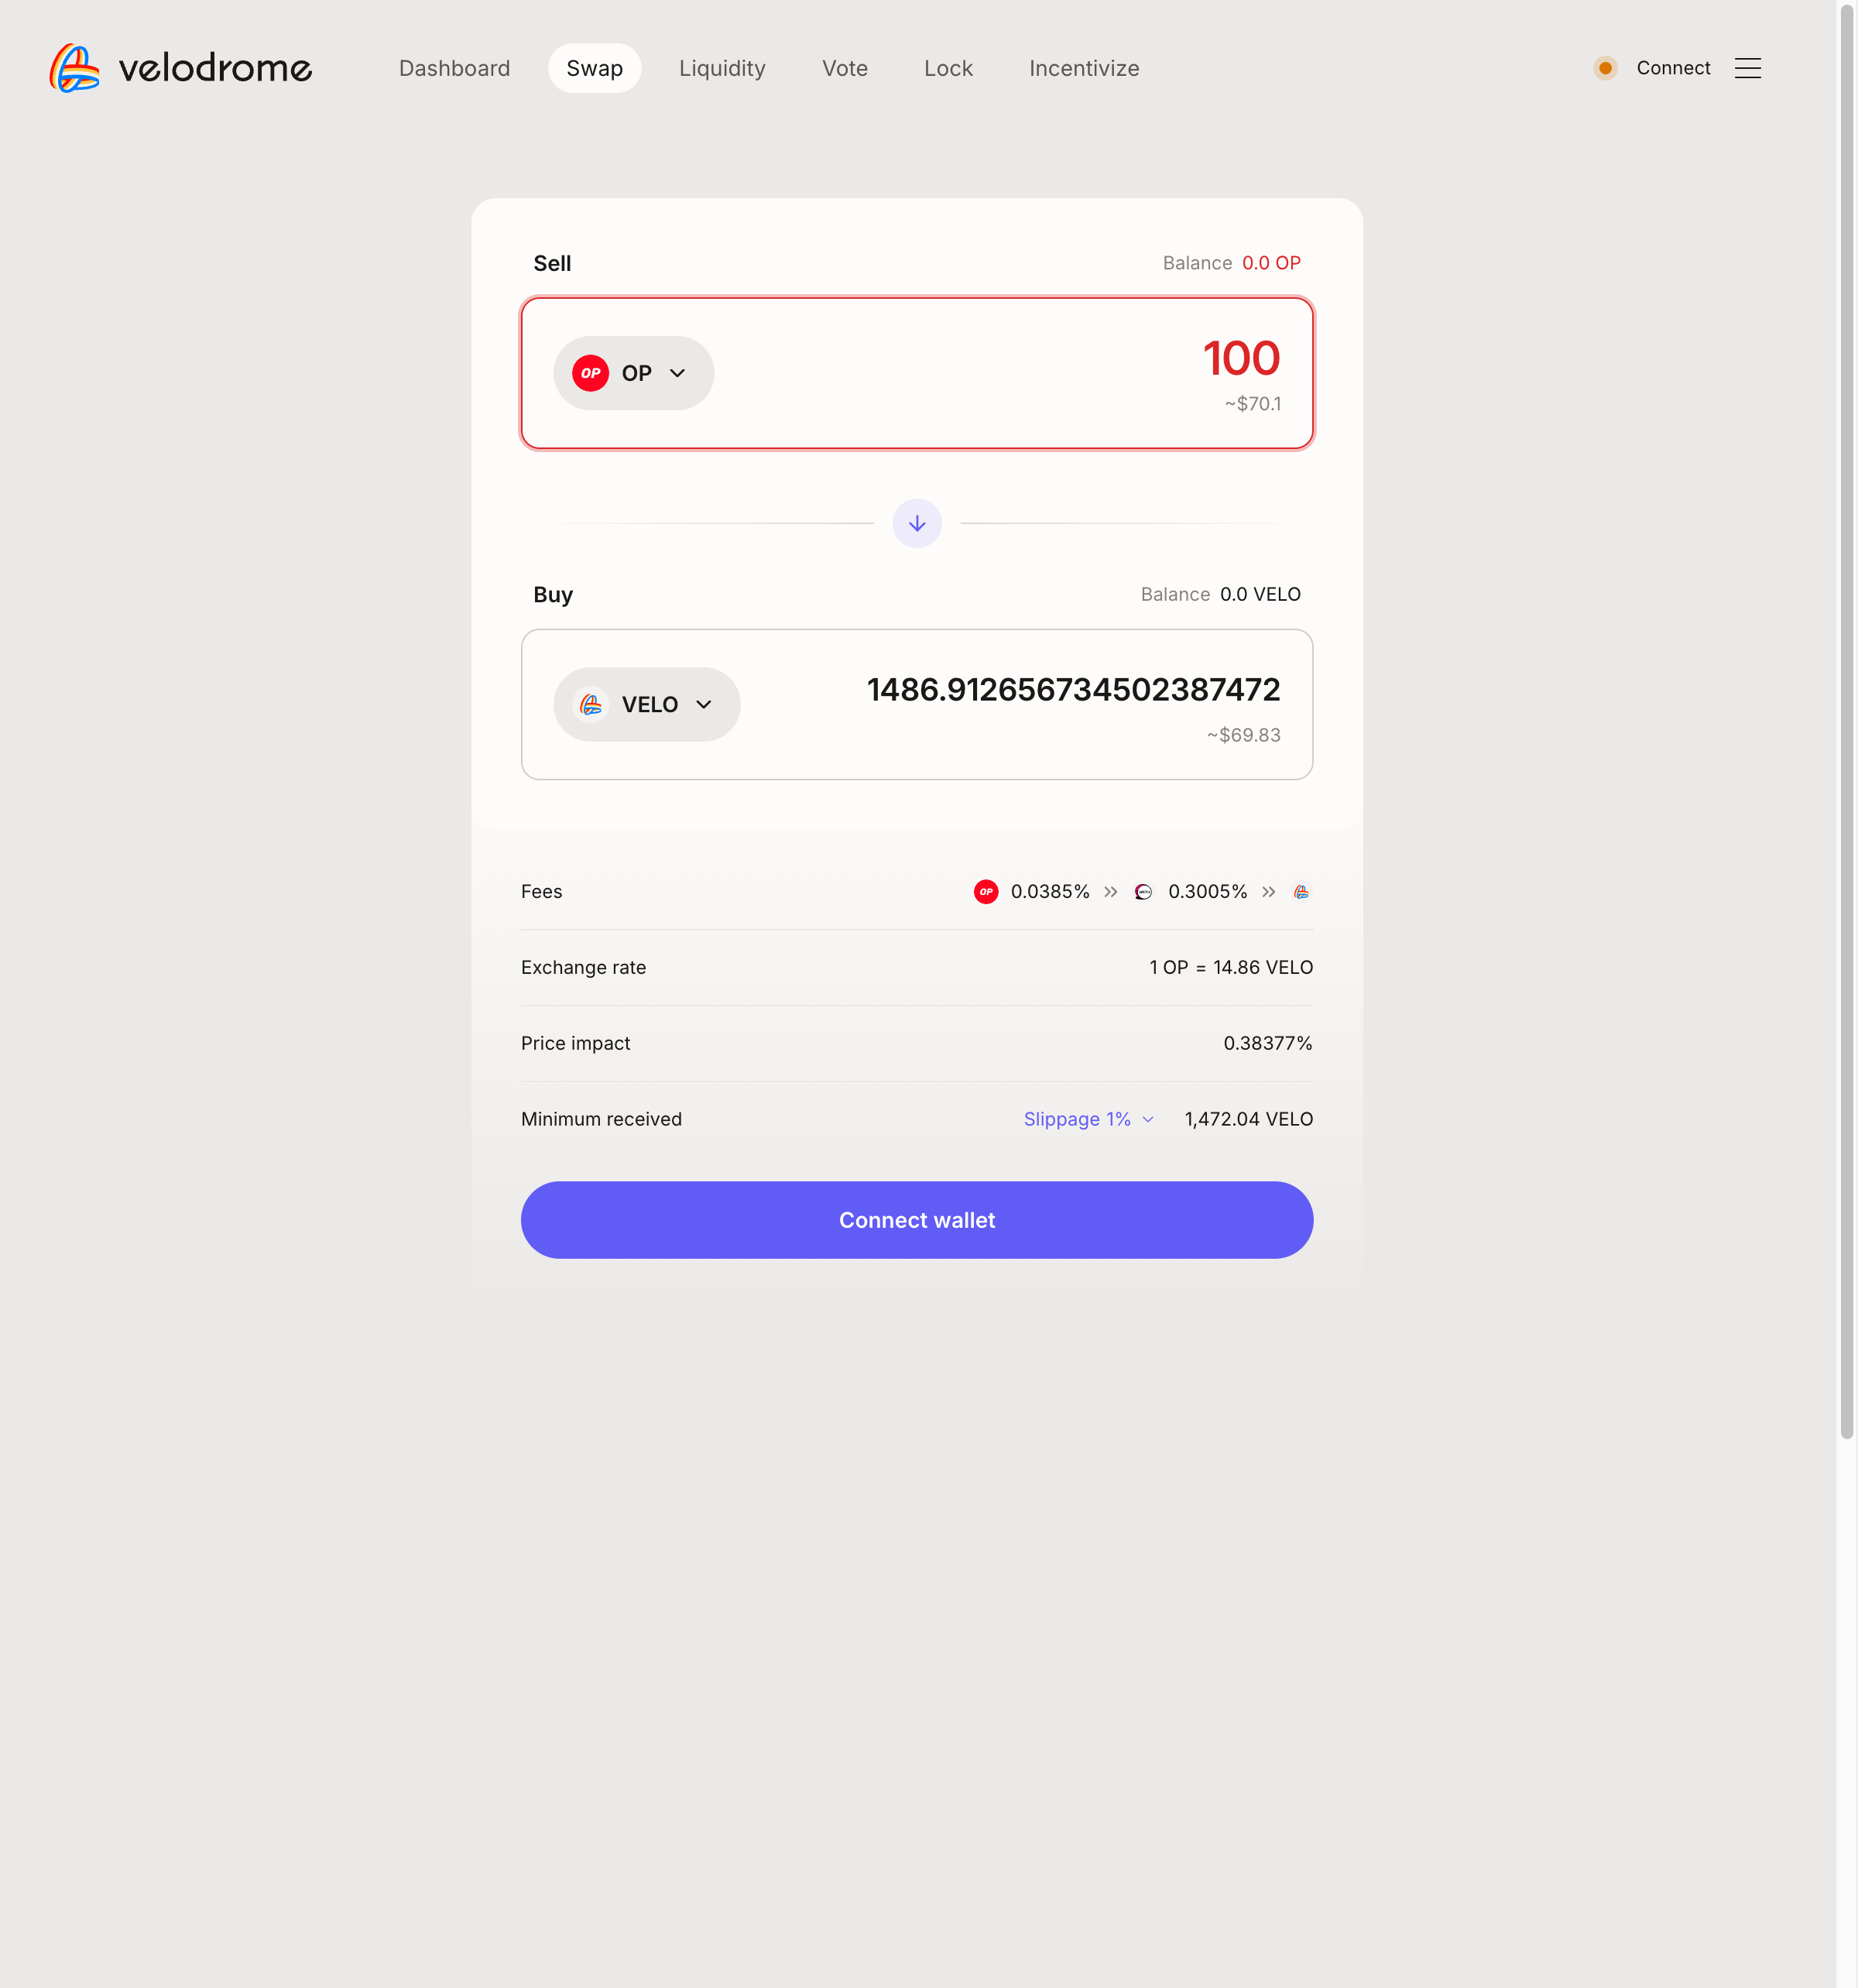 velodrome Dashboard Swap Liquidity Vote Lock Incentivize Connect
Sell Balance 0.0 OP
OP OP 100
~$70.1
Buy Balance 0.0 VELO
VELO 1486.912656734502387472
~$69.83
Fees OP 0.0385% 0.3005%
Exchange rate 1 OP = 14.86 VELO
Price impact 0.38377%
Minimum received Slippage 1% 1,472.04 VELO
Connect wallet